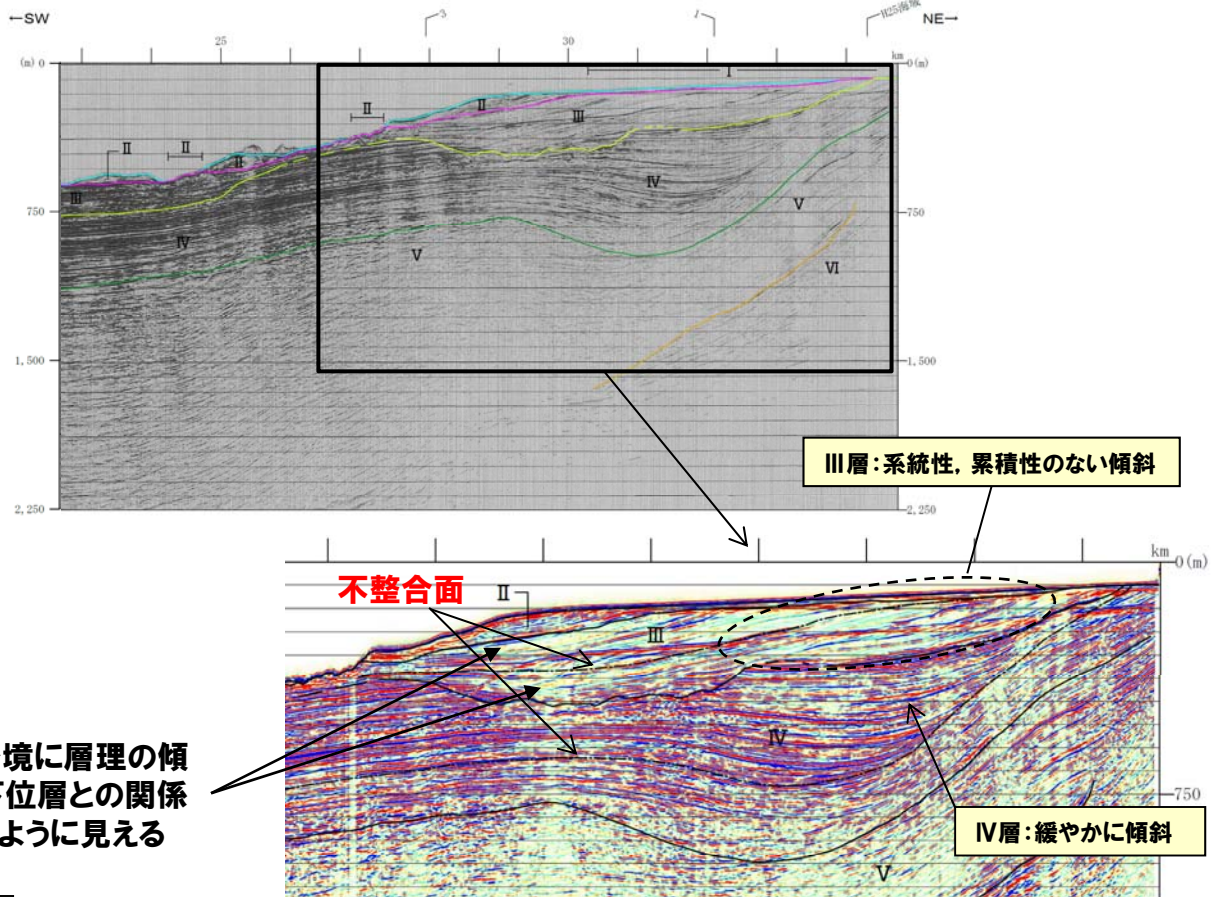 ←SW
3
1
H25海域
NE→
25
30
km
(m) 0
0(m)
I
II
II
III
II
II
II
III
IV
IV
V
V
VI
750
750
1,500
1,500
2,250
2,250
III層：系統性，累積性のない傾斜
km
0(m)
不整合面
II
III
IV
V
750
境に層理の傾
位層との関係
ように見える
IV層：緩やかに傾斜